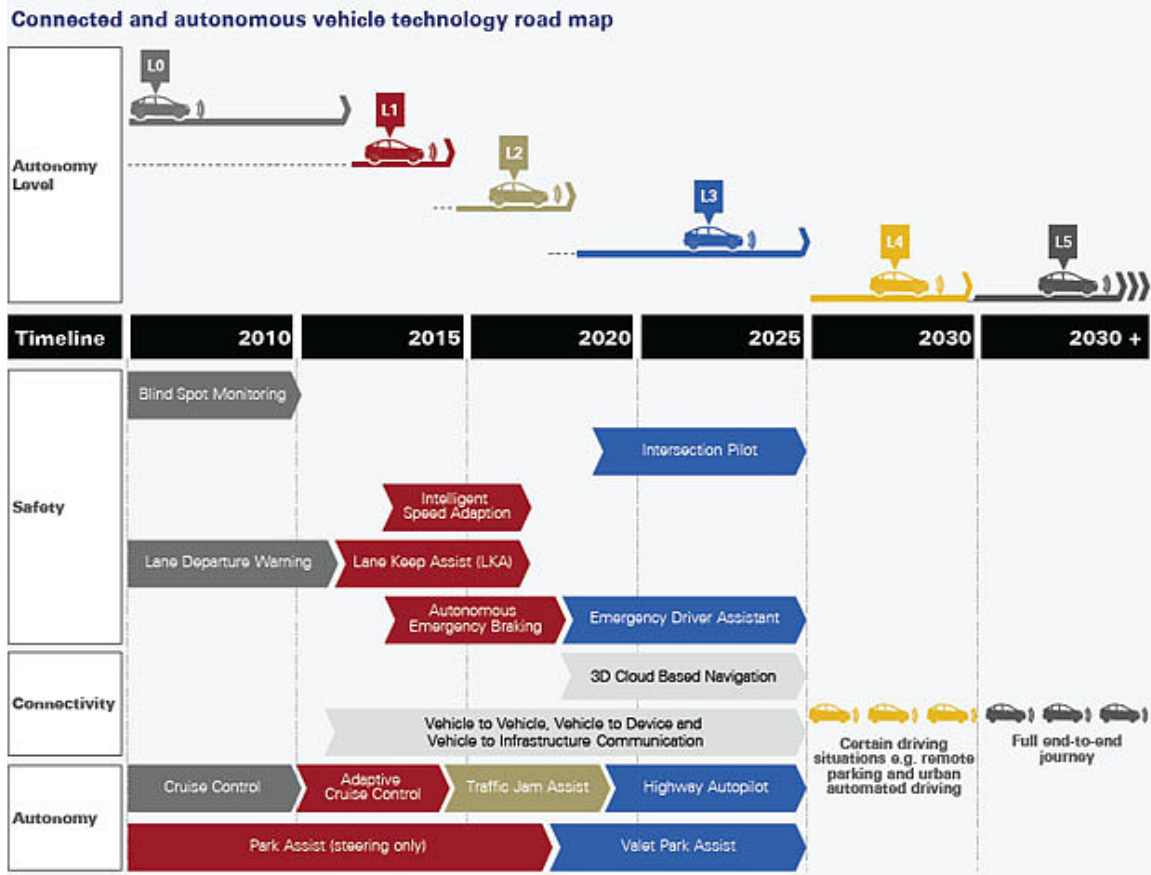 Connected and autonomous vehicle technology road map
Autonomy
Level
L0
L1
L2
L3
L4
L5
Timeline
2010
2015
2020
2025
2030
2030 +
Safety
Blind Spot Monitoring
Intersection Pilot
Intelligent
Speed Adaption
Lane Departure Warning
Lane Keep Assist (LKA)
Autonomous
Emergency Braking
Emergency Driver Assistant
Connectivity
3D Cloud Based Navigation
Vehicle to Vehicle, Vehicle to Device and
Vehicle to Infrastructure Communication
Certain driving
situations e.g. remote
parking and urban
automated driving
Full end-to-end
journey
Autonomy
Cruise Control
Adaptive
Cruise Control
Traffic Jam Assist
Highway Autopilot
Park Assist (steering only)
Valet Park Assist